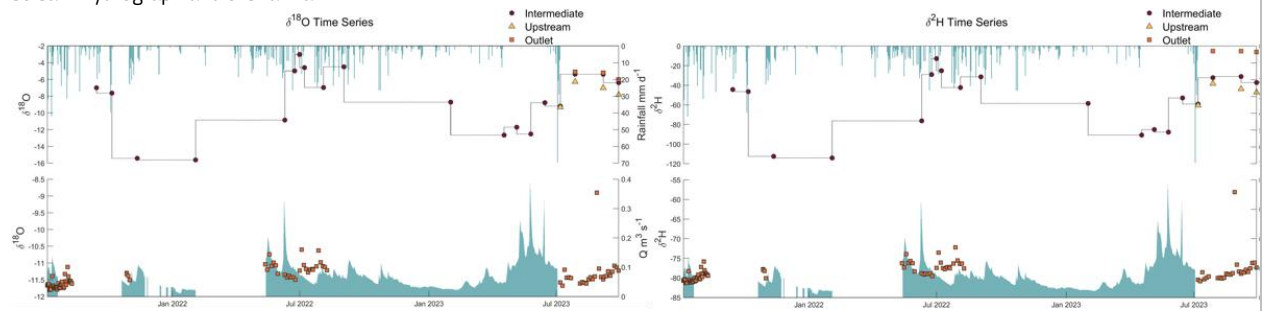 δ¹⁸O Time Series
Intermediate
Upstream
Outlet
δ¹⁸O
-2
-4
-6
-8
-10
-12
-14
-16
Rainfall mm d⁻¹
0
10
20
30
40
50
60
70
δ¹⁸O
-8.5
-9
-9.5
-10
-10.5
-11
-11.5
-12
Q m³ s⁻¹
0.4
0.3
0.2
0.1
0
Jan 2022
Jul 2022
Jan 2023
Jul 2023
δ²H Time Series
Intermediate
Upstream
Outlet
δ²H
0
-20
-40
-60
-80
-100
-120
δ²H
-55
-60
-65
-70
-75
-80
-85
Jan 2022
Jul 2022
Jan 2023
Jul 2023